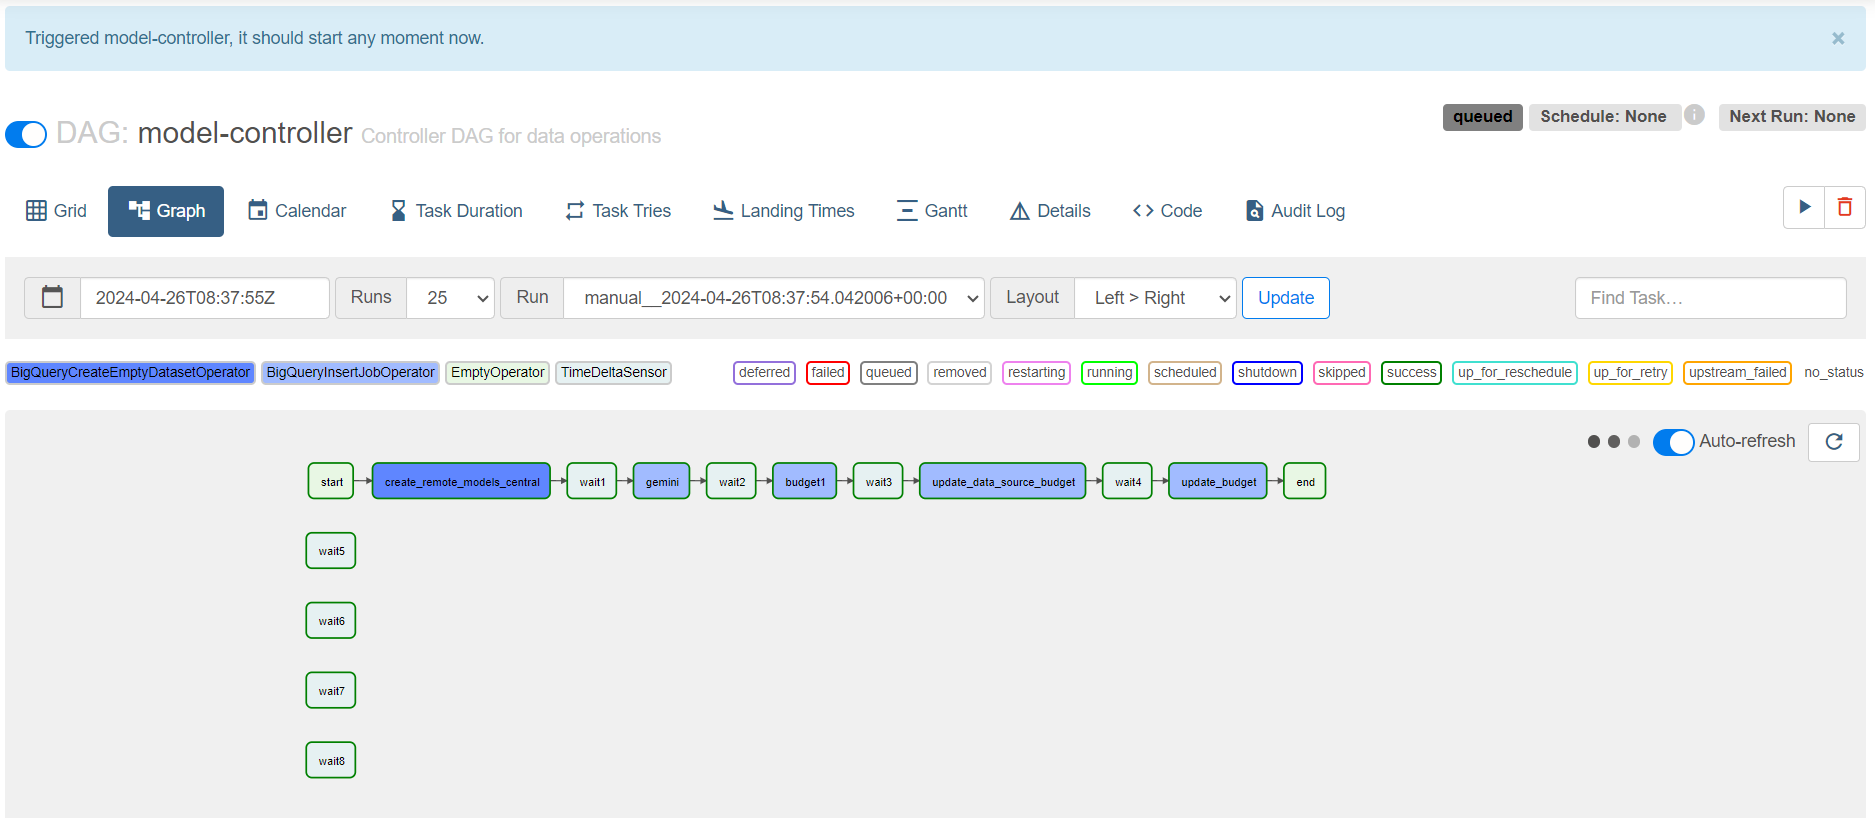 Triggered model-controller, it should start any moment now.
×
DAG: model-controller Controller DAG for data operations
queued Schedule: None i Next Run: None
Grid Graph Calendar Task Duration Task Tries Landing Times Gantt Details Code Audit Log
2024-04-26T08:37:55Z Runs 25 Run manual__2024-04-26T08:37:54.042006+00:00 Layout Left > Right Update Find Task…
BigQueryCreateEmptyDatasetOperator BigQueryInsertJobOperator EmptyOperator TimeDeltaSensor deferred failed queued removed restarting running scheduled shutdown skipped success up_for_reschedule up_for_retry upstream_failed no_status
Auto-refresh
start create_remote_models_central wait1 gemini wait2 budget1 wait3 update_data_source_budget wait4 update_budget end
wait5
wait6
wait7
wait8